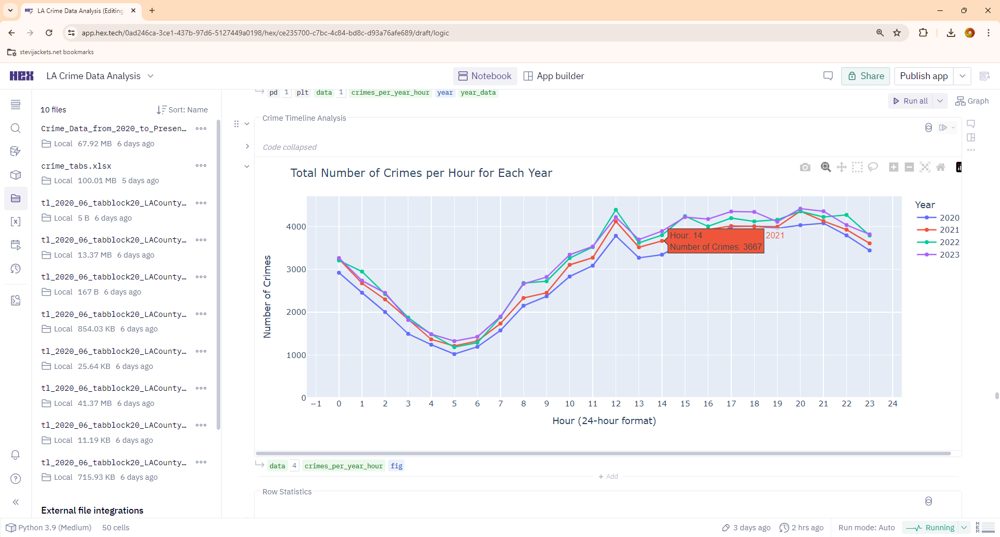 LA Crime Data Analysis (Editing
app.hex.tech/0ad246ca-3ce1-437b-97d6-5127449a0198/hex/ce235700-c7bc-4c84-bd8c-d93a76afe689/draft/logic
stevijackets.net bookmarks
HEX LA Crime Data Analysis Notebook App builder Share Publish app
pd 1 plt data 1 crimes_per_year_hour year year_data
Run all Graph
10 files Sort: Name
Crime_Data_from_2020_to_Presen…
Local 67.92 MB 6 days ago
crime_tabs.xlsx
Local 100.01 MB 5 days ago
tl_2020_06_tabblock20_LACounty…
Local 5 B 6 days ago
tl_2020_06_tabblock20_LACounty…
Local 13.37 MB 6 days ago
tl_2020_06_tabblock20_LACounty…
Local 167 B 6 days ago
tl_2020_06_tabblock20_LACounty…
Local 854.03 KB 6 days ago
tl_2020_06_tabblock20_LACounty…
Local 25.64 KB 6 days ago
tl_2020_06_tabblock20_LACounty…
Local 41.37 MB 6 days ago
tl_2020_06_tabblock20_LACounty…
Local 11.19 KB 6 days ago
tl_2020_06_tabblock20_LACounty…
Local 715.93 KB 6 days ago
External file integrations
Crime Timeline Analysis
Code collapsed
Total Number of Crimes per Hour for Each Year
Year
2020
2021
2022
2023
Number of Crimes
4000
3000
2000
1000
0
Hour: 14
Number of Crimes: 3667
2021
−1 0 1 2 3 4 5 6 7 8 9 10 11 12 13 14 15 16 17 18 19 20 21 22 23 24
Hour (24-hour format)
data 4 crimes_per_year_hour fig
+ Add
Row Statistics
Python 3.9 (Medium) 50 cells 3 days ago 2 hrs ago Run mode: Auto Running MEM